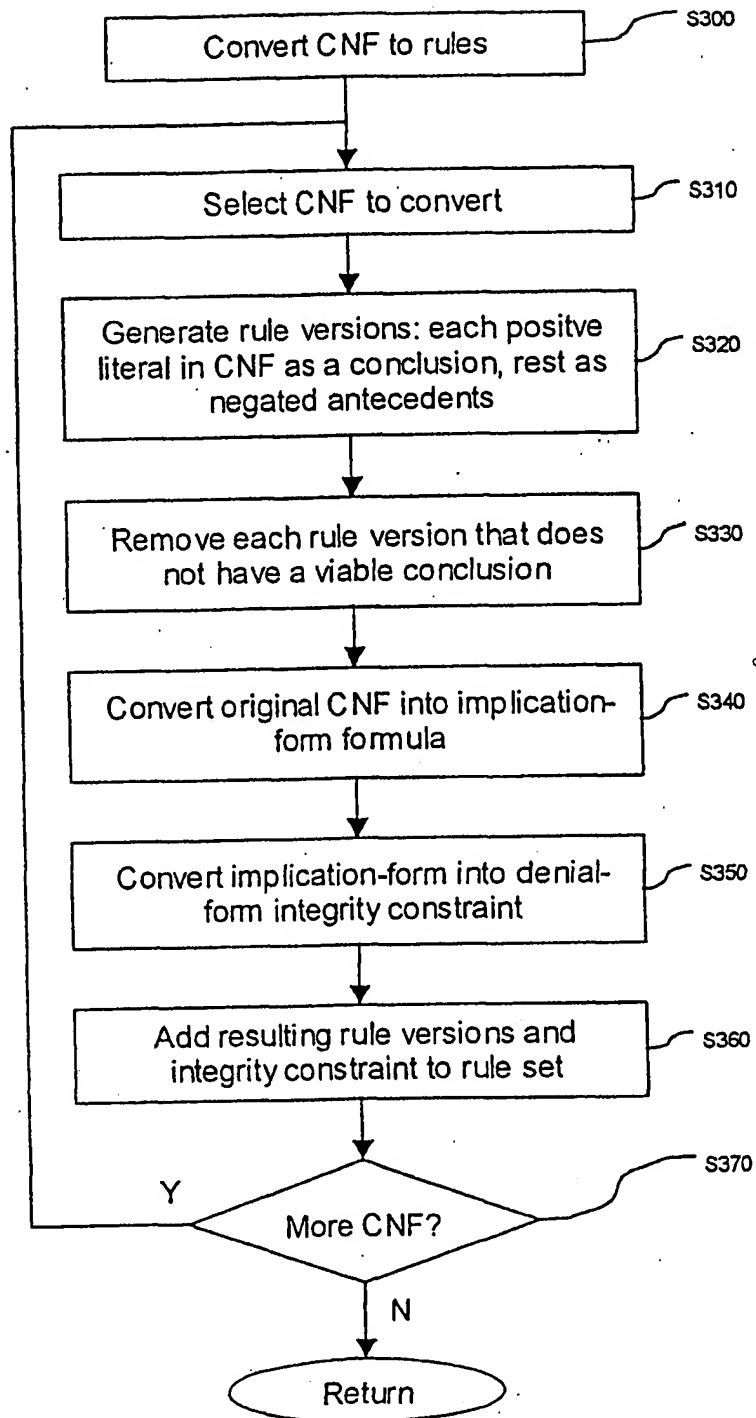 S300
Convert CNF to rules
S310
Select CNF to convert
S320
Generate rule versions: each positve
literal in CNF as a conclusion, rest as
negated antecedents
S330
Remove each rule version that does
not have a viable conclusion
S340
Convert original CNF into implication-
form formula
S350
Convert implication-form into denial-
form integrity constraint
S360
Add resulting rule versions and
integrity constraint to rule set
S370
Y
More CNF?
N
Return